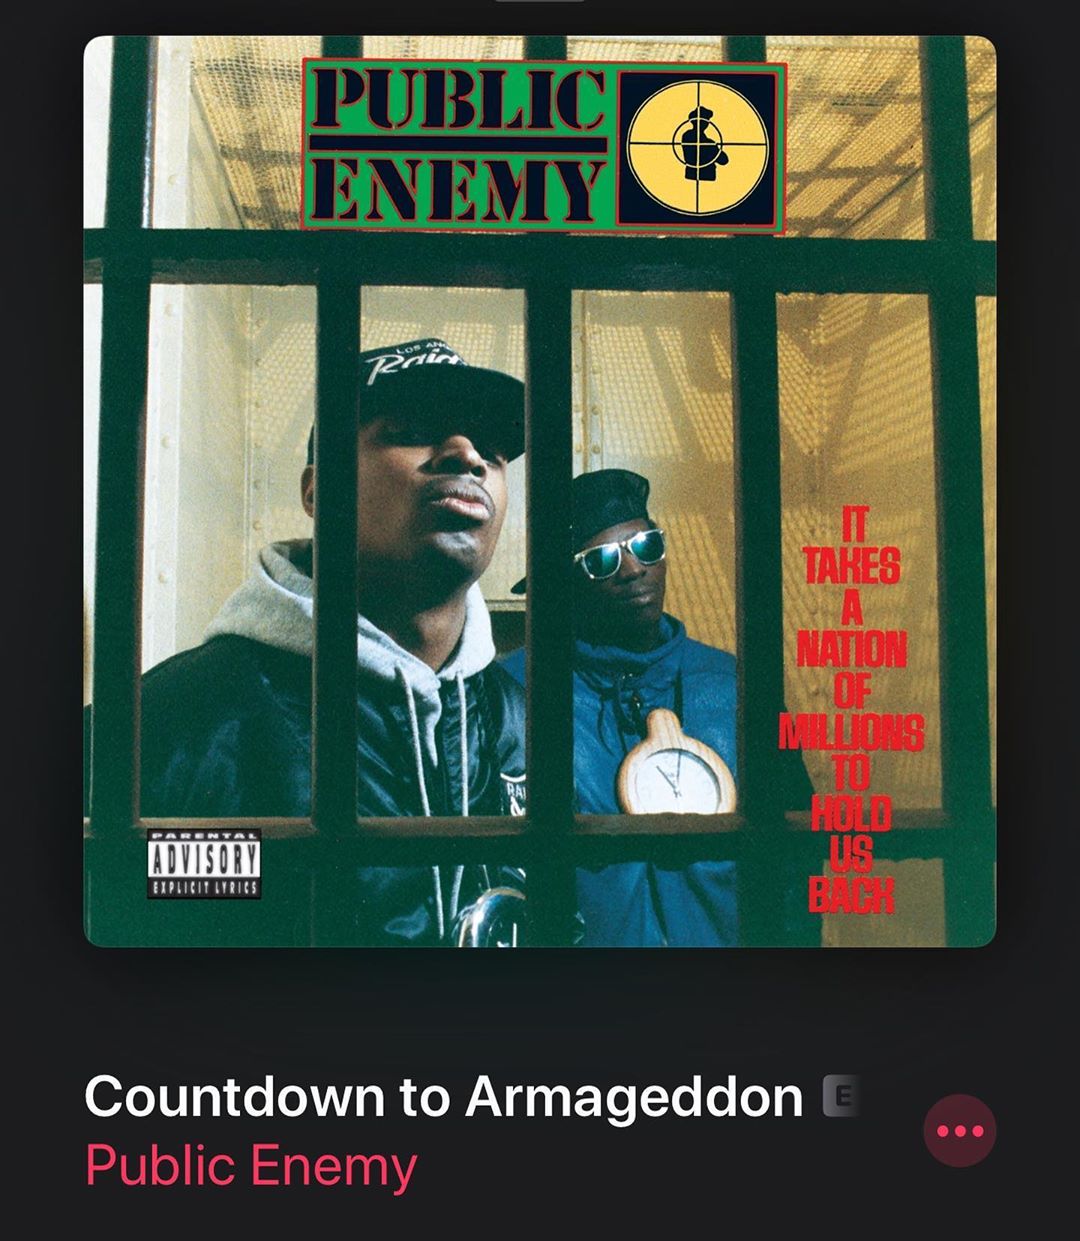 PUBLIC
ENEMY
IT
TAKES
A
NATION
OF
MILLIONS
TO
HOLD
US
BACK
PARENTAL
ADVISORY
EXPLICIT LYRICS
Countdown to Armageddon E
Public Enemy